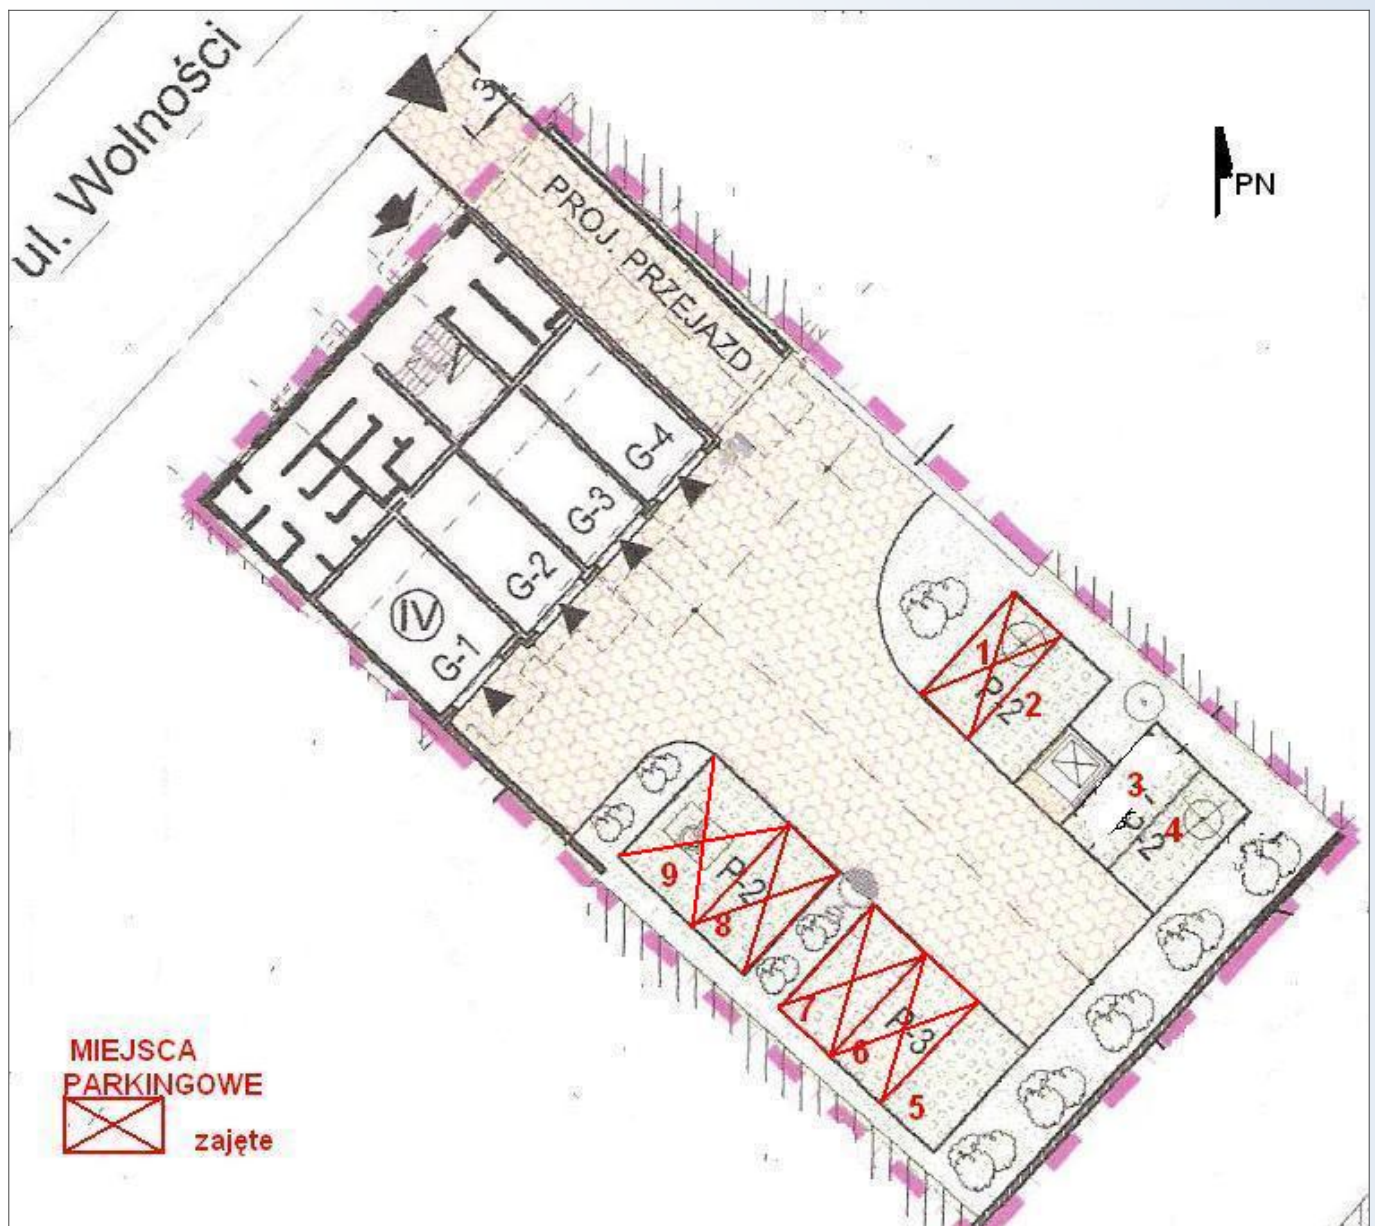 ul. Wolności
3
PN
PROJ. PRZEJAZD
G-4
G-3
G-2
IV
G-1
1
P-2
2
3
P-2
4
9
P-2
8
7
P-3
6
5
MIEJSCA
PARKINGOWE
zajęte